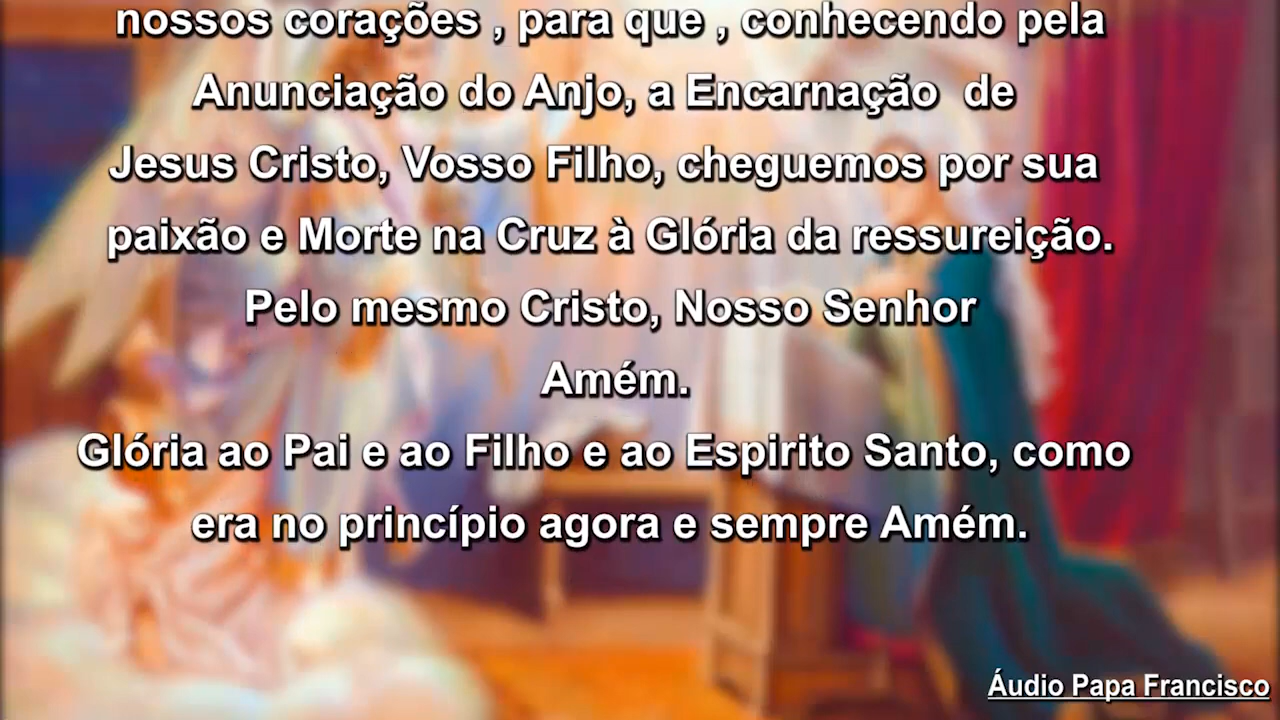 nossos corações , para que , conhecendo pela
Anunciação do Anjo, a Encarnação  de
Jesus Cristo, Vosso Filho, cheguemos por sua
paixão e Morte na Cruz à Glória da ressureição.
Pelo mesmo Cristo, Nosso Senhor
Amém.
Glória ao Pai e ao Filho e ao Espirito Santo, como
era no princípio agora e sempre Amém.
Áudio Papa Francisco